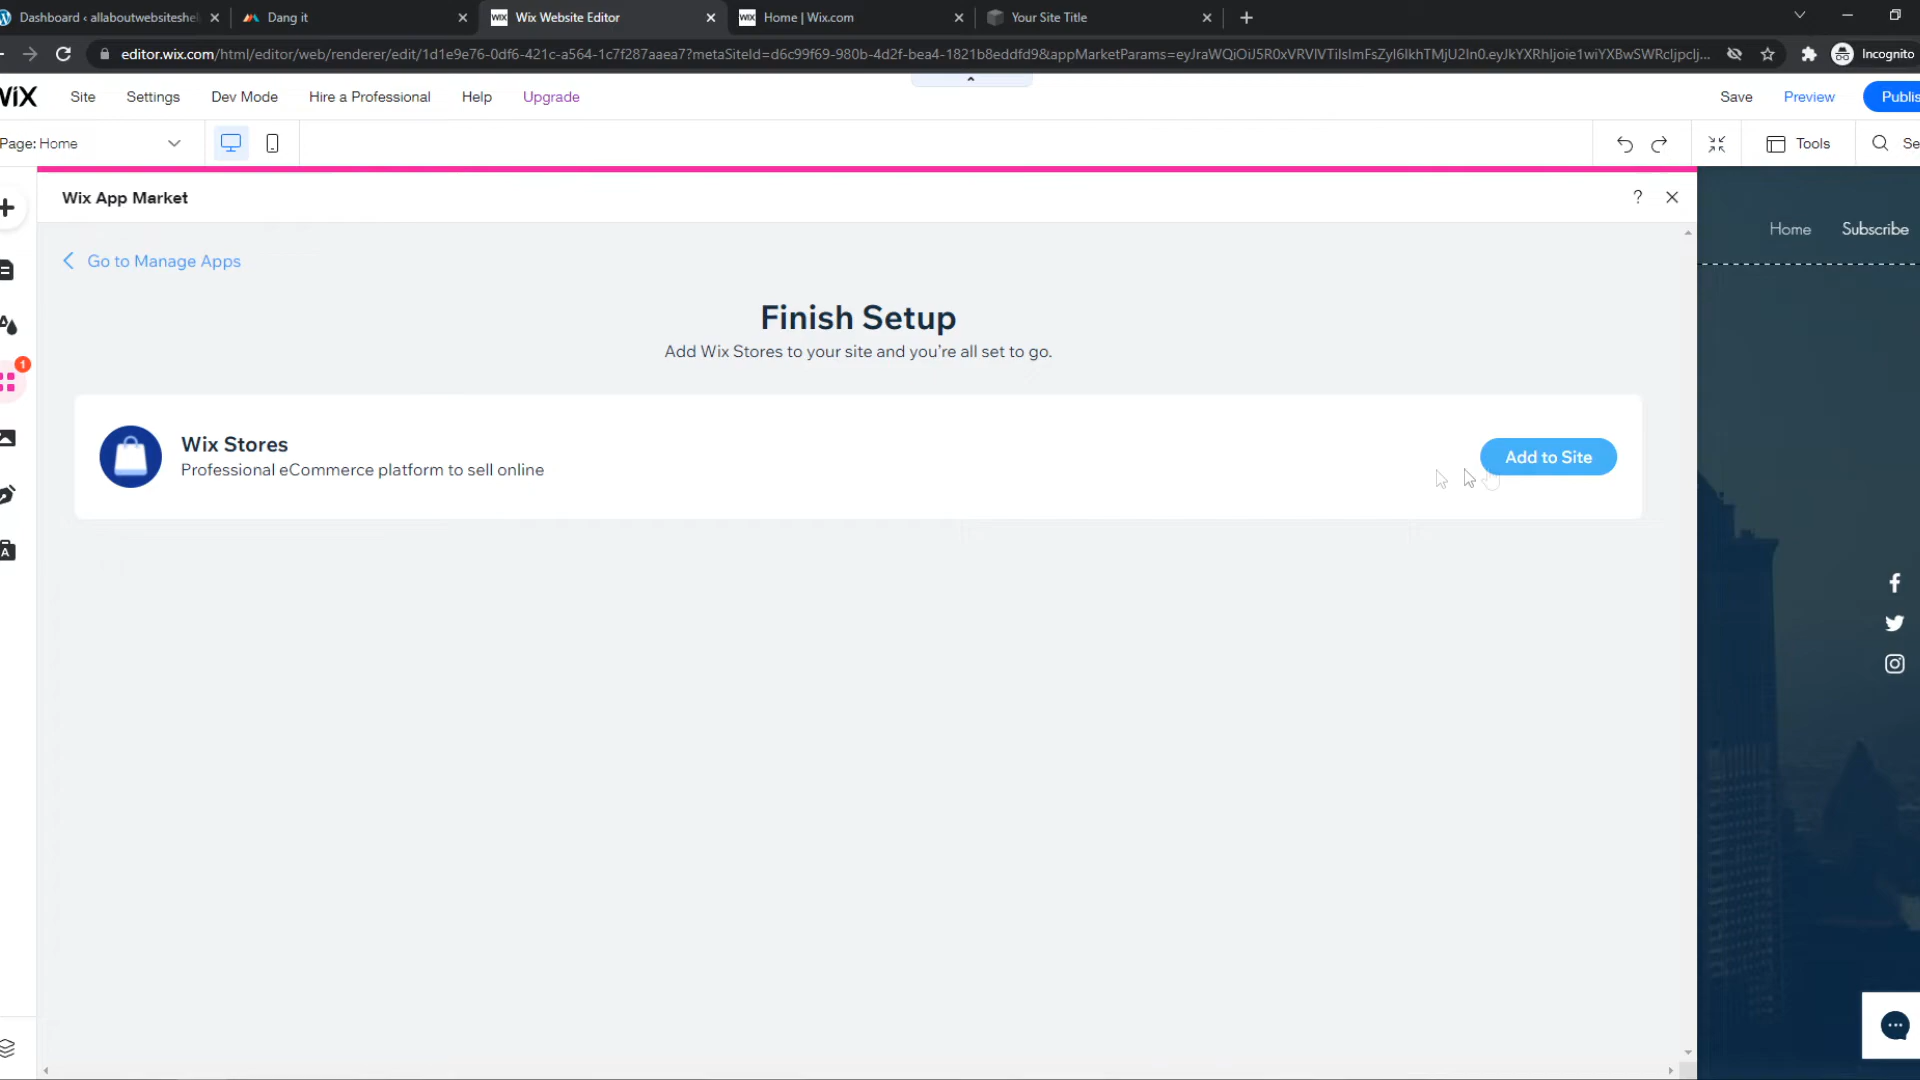 Dashboard ‹ allaboutwebsiteshe
Dang it
WIX Wix Website Editor
WIX Home | Wix.com
Your Site Title
editor.wix.com/html/editor/web/renderer/edit/1d1e9e76-0df6-421c-a564-1c7f287aaea7?metaSiteId=d6c99f69-980b-4d2f-bea4-1821b8eddfd9&appMarketParams=
Incognito
WIX
Site
Settings
Dev Mode
Hire a Professional
Help
Upgrade
Save
Preview
Publis
Page: Home
Tools
Se
Wix App Market
?
Home
Subscribe
Go to Manage Apps
Finish Setup
Add Wix Stores to your site and you're all set to go.
1
Wix Stores
Professional eCommerce platform to sell online
Add to Site
A